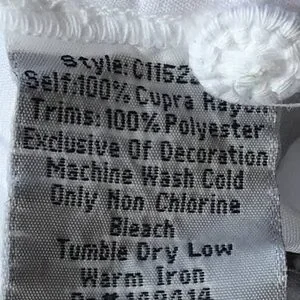 Style: C11523
Self:100% Cupra Rayon
Trims: 100% Polyester
Exclusive Of Decoration
Machine Wash Cold
Only Non Chlorine
Bleach
Tumble Dry Low
Warm Iron